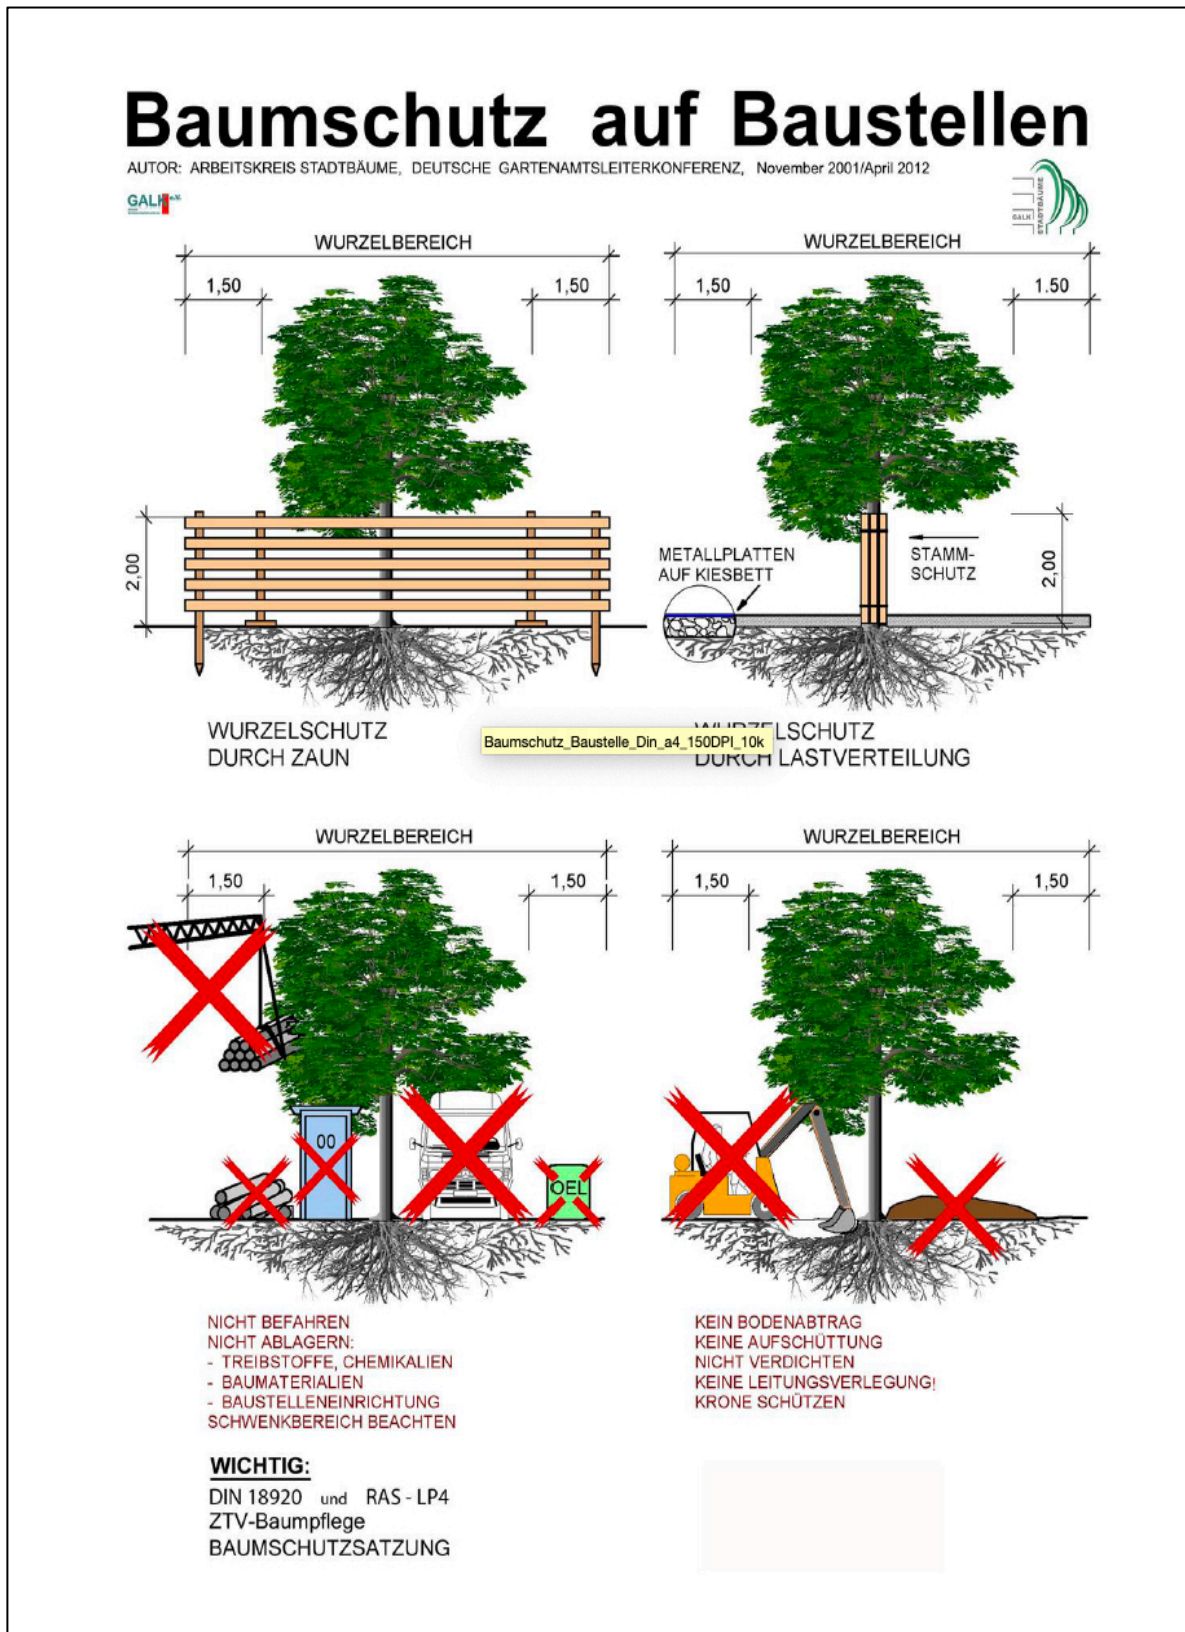 Baumschutz auf Baustellen
AUTOR: ARBEITSKREIS STADTBÄUME, DEUTSCHE GARTENAMTSLEITERKONFERENZ, November 2001/April 2012
GALK e.V.
GALK
STADTBÄUME
WURZELBEREICH
1,50
1,50
2,00
WURZELSCHUTZ
DURCH ZAUN
WURZELBEREICH
1,50
1.50
METALLPLATTEN
AUF KIESBETT
STAMM-
SCHUTZ
2,00
WURZELSCHUTZ
DURCH LASTVERTEILUNG
Baumschutz_Baustelle_Din_a4_150DPI_10k
WURZELBEREICH
1,50
1,50
00
OEL
NICHT BEFAHREN
NICHT ABLAGERN:
- TREIBSTOFFE, CHEMIKALIEN
- BAUMATERIALIEN
- BAUSTELLENEINRICHTUNG
SCHWENKBEREICH BEACHTEN
WURZELBEREICH
1,50
1.50
KEIN BODENABTRAG
KEINE AUFSCHÜTTUNG
NICHT VERDICHTEN
KEINE LEITUNGSVERLEGUNG!
KRONE SCHÜTZEN
WICHTIG:
DIN 18920 und RAS - LP4
ZTV-Baumpflege
BAUMSCHUTZSATZUNG